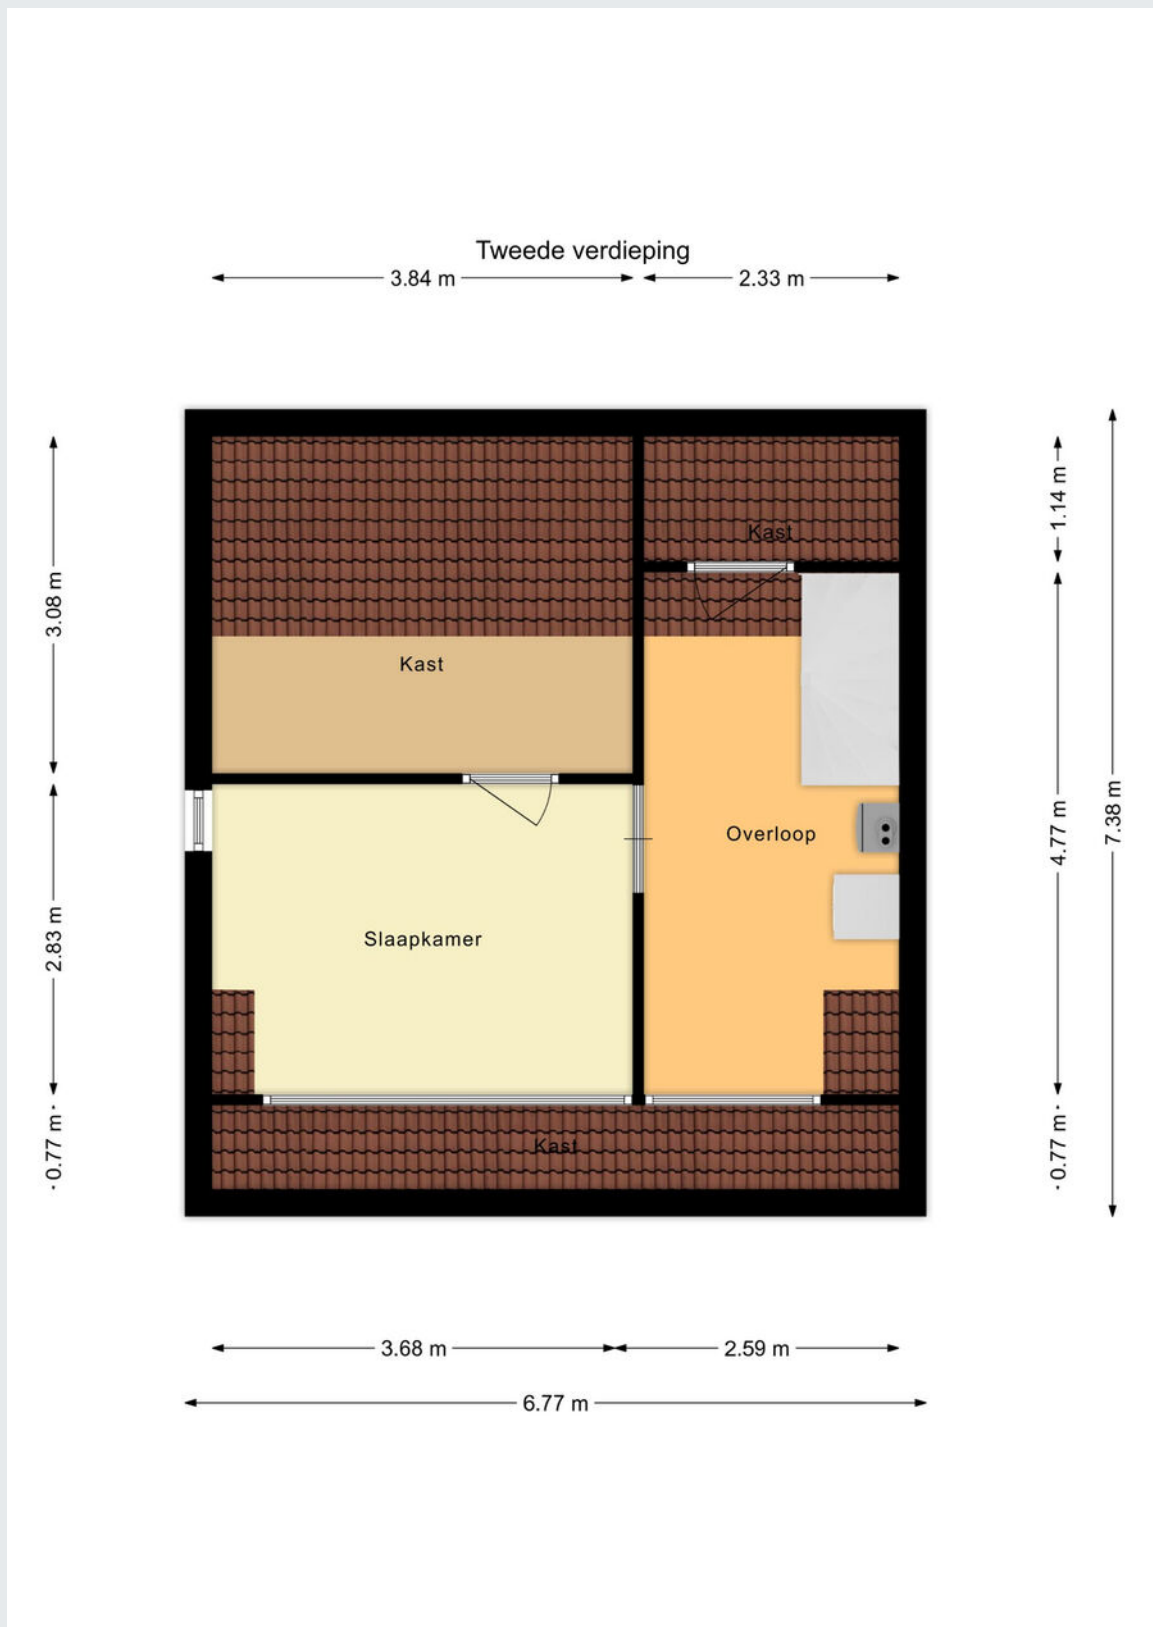 Tweede verdieping
3.84 m
2.33 m
1.14 m
Kast
3.08 m
Kast
7.38 m
4.77 m
Overloop
2.83 m
Slaapkamer
Kast
0.77 m
0.77 m
3.68 m
2.59 m
6.77 m